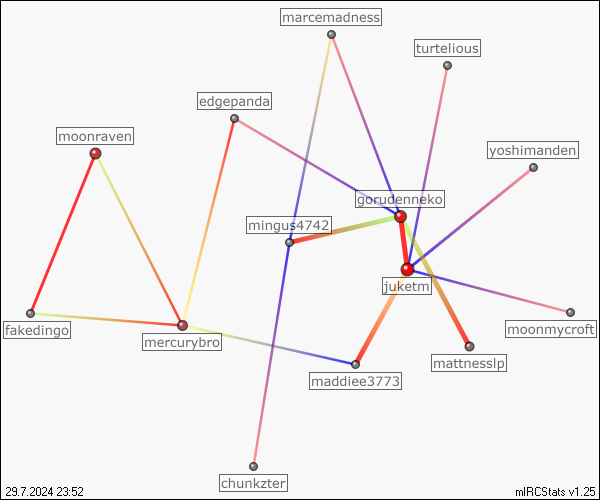 marcemadness
turtelious
edgepanda
moonraven
yoshimanden
gorudenneko
mingus4742
juketm
fakedingo
moonmycroft
mercurybro
mattnesslp
maddiee3773
chunkzter
29.7.2024 23:52
mIRCStats v1.25